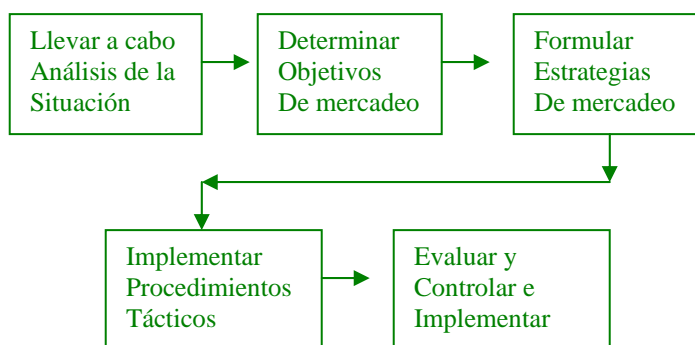 Llevar a cabo
Análisis de la
Situación
Determinar
Objetivos
De mercadeo
Formular
Estrategias
De mercadeo
Implementar
Procedimientos
Tácticos
Evaluar y
Controlar e
Implementar